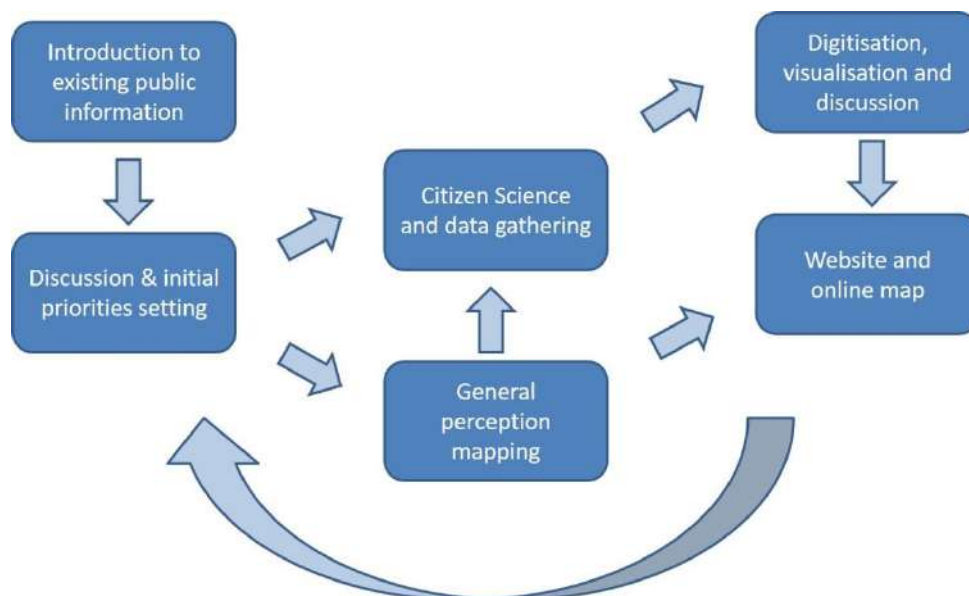 Introduction to
existing public
information
Discussion & initial
priorities setting
Citizen Science
and data gathering
General
perception
mapping
Digitisation,
visualisation and
discussion
Website and
online map